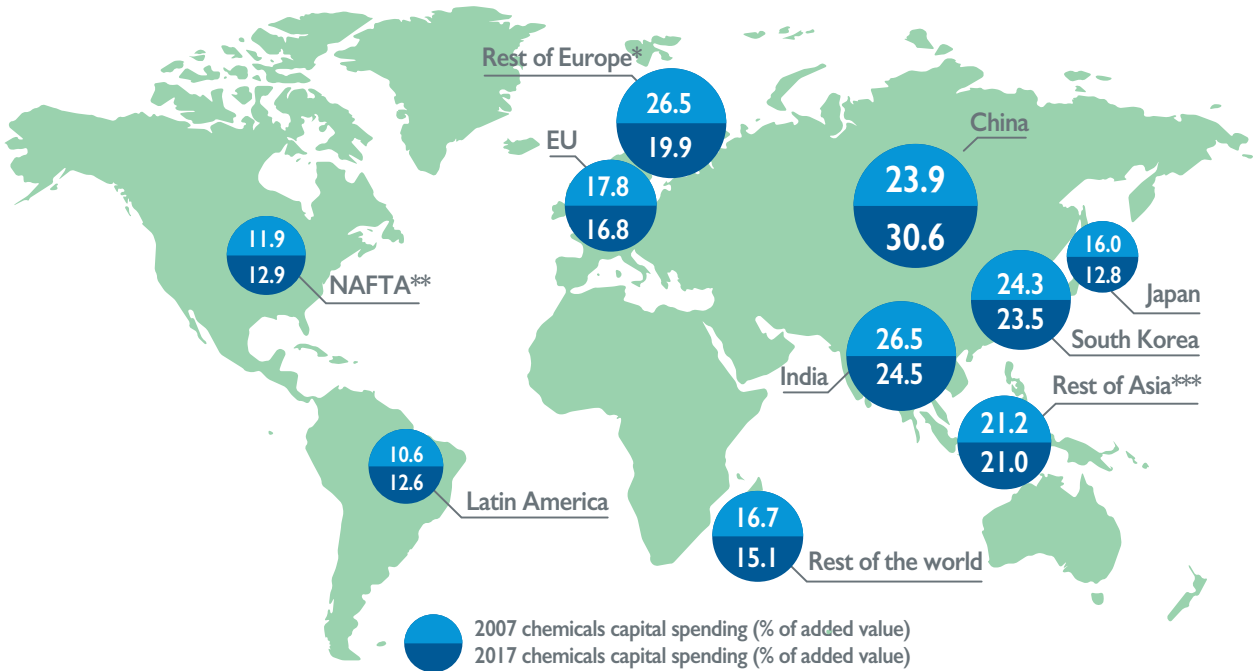 Rest of Europe*
26.5
19.9
EU
17.8
16.8
China
23.9
30.6
11.9
12.9
NAFTA**
16.0
12.8
Japan
24.3
23.5
South Korea
26.5
24.5
India
Rest of Asia***
21.2
21.0
10.6
12.6
Latin America
16.7
15.1
Rest of the world
2007 chemicals capital spending (% of added value)
2017 chemicals capital spending (% of added value)